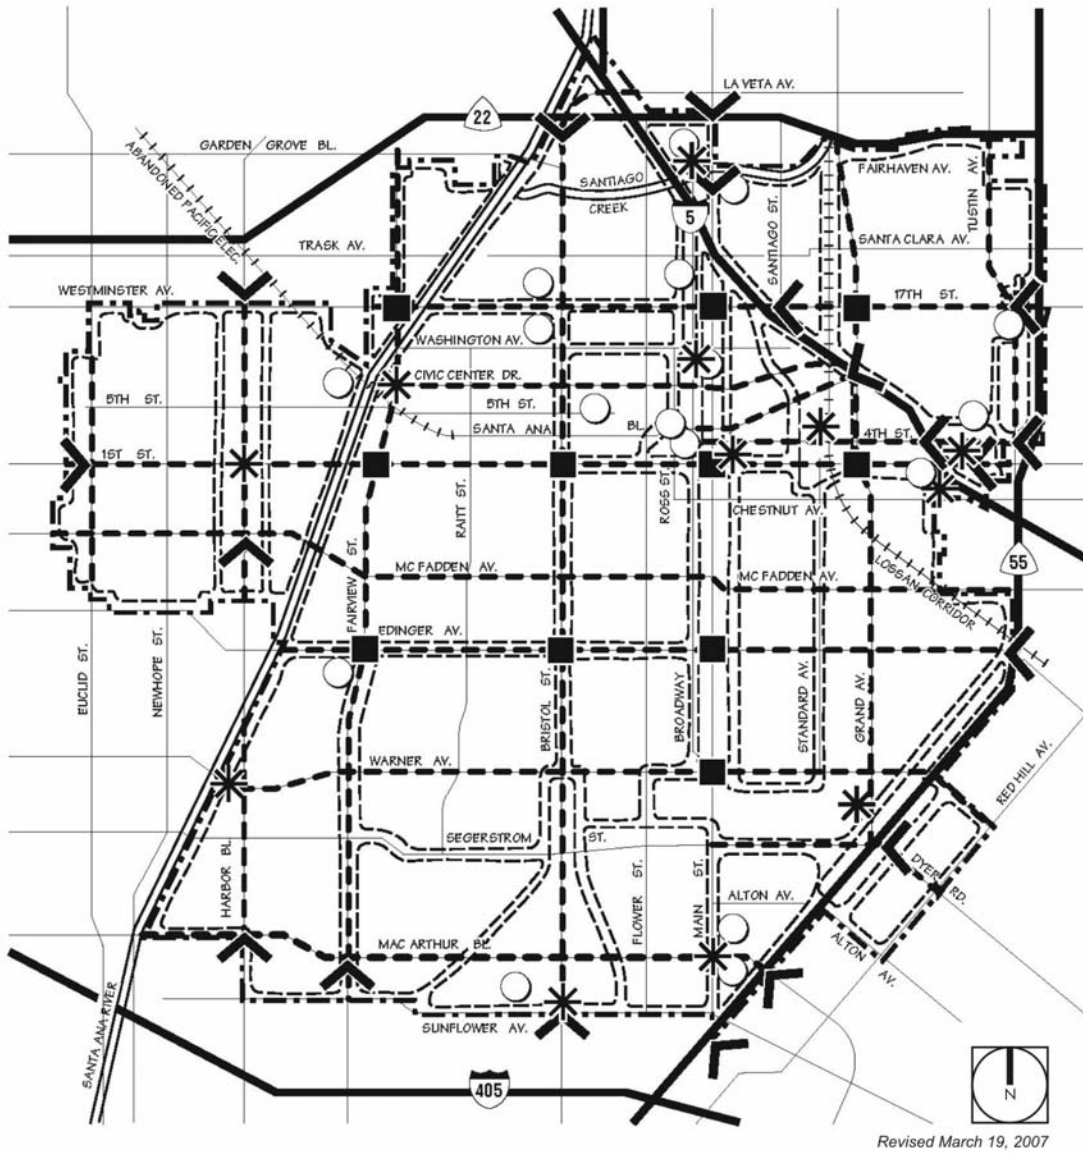 LA VETA AV.
22
GARDEN GROVE BL.
ABANDONED PACIFIC ELEC.
SANTIAGO
CREEK
FAIRHAVEN AV.
TUSTIN AV.
5
SANTIAGO ST.
TRASK AV.
SANTA CLARA AV.
WESTMINSTER AV.
17TH ST.
WASHINGTON AV.
CIVIC CENTER DR.
5TH ST.
5TH ST.
SANTA ANA BL.
4TH ST.
1ST ST.
RAITT ST.
ROSS ST.
CHESTNUT AV.
FAIRVIEW ST.
MC FADDEN AV.
MC FADDEN AV.
LOSSAN CORRIDOR
55
EDINGER AV.
EUCLID ST.
NEWHOPE ST.
BRISTOL ST.
BROADWAY
STANDARD AV.
GRAND AV.
WARNER AV.
RED HILL AV.
SEGERSTROM ST.
HARBOR BL.
FLOWER ST.
MAIN ST.
ALTON AV.
DYER RD.
ALTON AV.
MAC ARTHUR BL.
SUNFLOWER AV.
SANTA ANA RIVER
405
N
Revised March 19, 2007